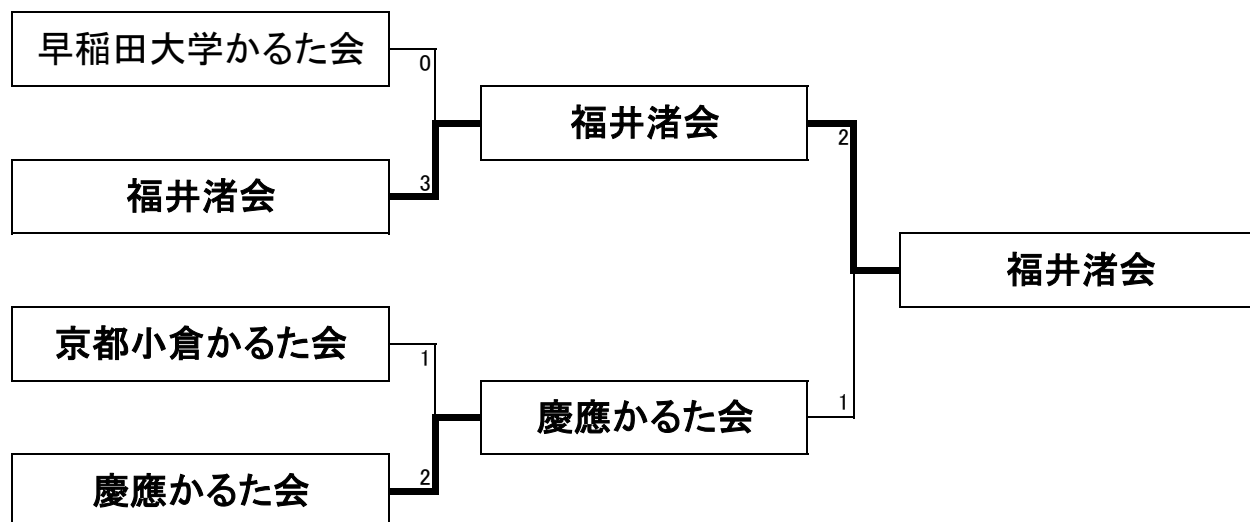 早稲田大学かるた会
0
福井渚会
2
福井渚会
3
福井渚会
京都小倉かるた会
1
慶應かるた会
1
慶應かるた会
2